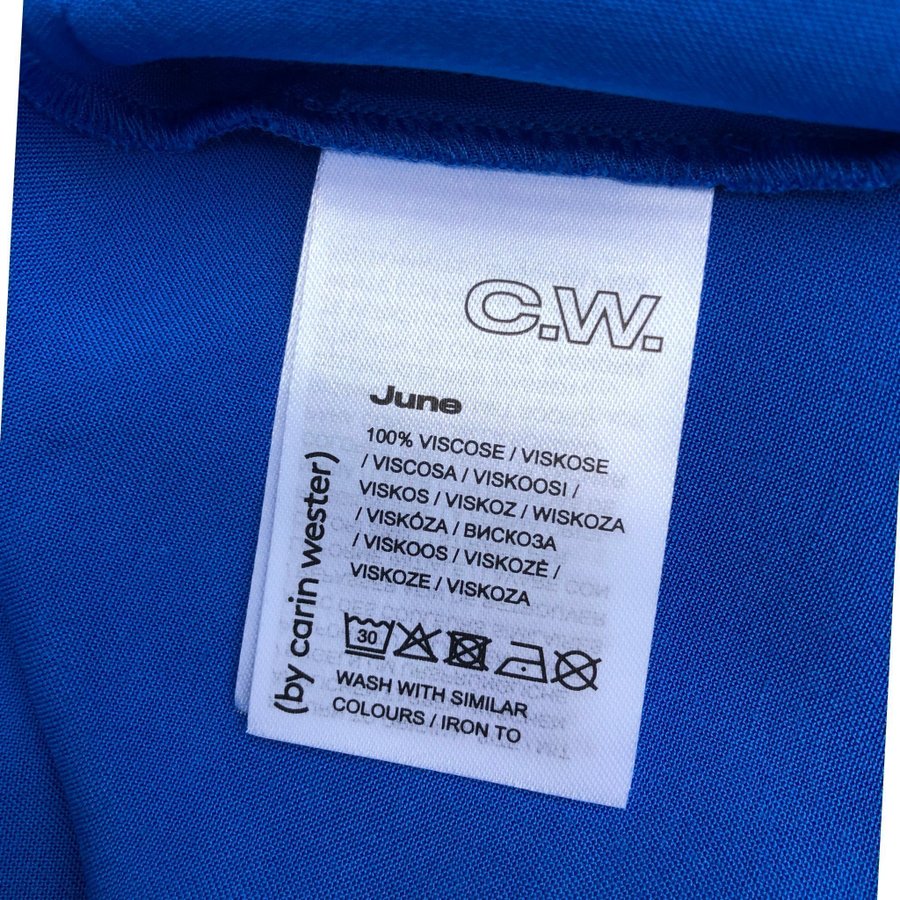 C.W.
June
100% VISCOSE / VISKOSE
/ VISCOSA / VISKOOSI /
VISKOS / VISKOZ / WISKOZA
/ VISKÓZA / ВИСКОЗА
/ VISKOOS / VISKOZĖ /
VISKOZE / VISKOZA
30
WASH WITH SIMILAR
COLOURS / IRON TO
(by carin wester)